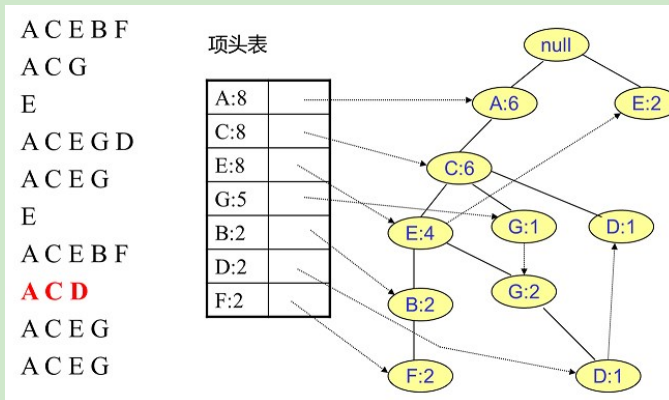 A C E B F
A C G
E
A C E G D
A C E G
E
A C E B F
A C D
A C E G
A C E G
项头表
A:8
C:8
E:8
G:5
B:2
D:2
F:2
null
A:6
E:2
C:6
E:4
G:1
D:1
B:2
G:2
F:2
D:1